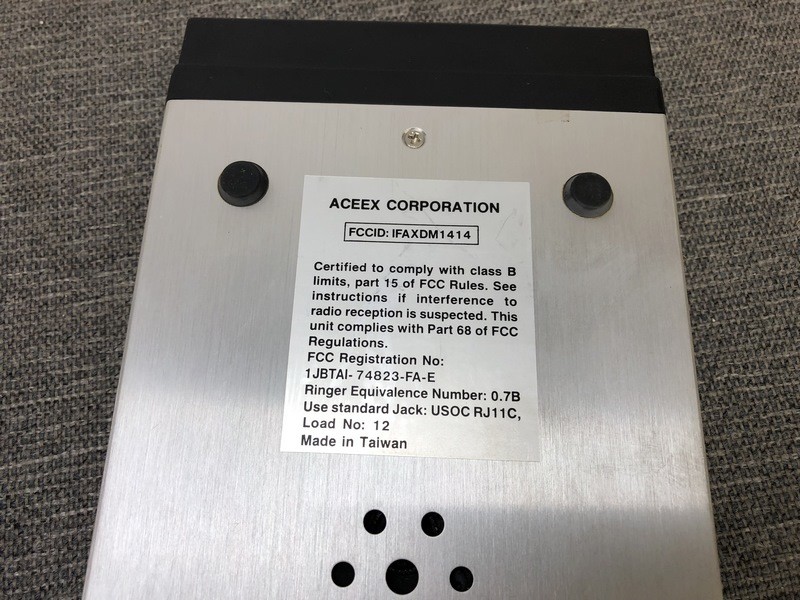 ACEEX CORPORATION
FCCID: IFAXDM1414
Certified to comply with class B
limits, part 15 of FCC Rules. See
instructions if interference to
radio reception is suspected. This
unit complies with Part 68 of FCC
Regulations.
FCC Registration No:
1JBTAI- 74823-FA-E
Ringer Equivalence Number: 0.7B
Use standard Jack: USOC RJ11C,
Load No: 12
Made in Taiwan